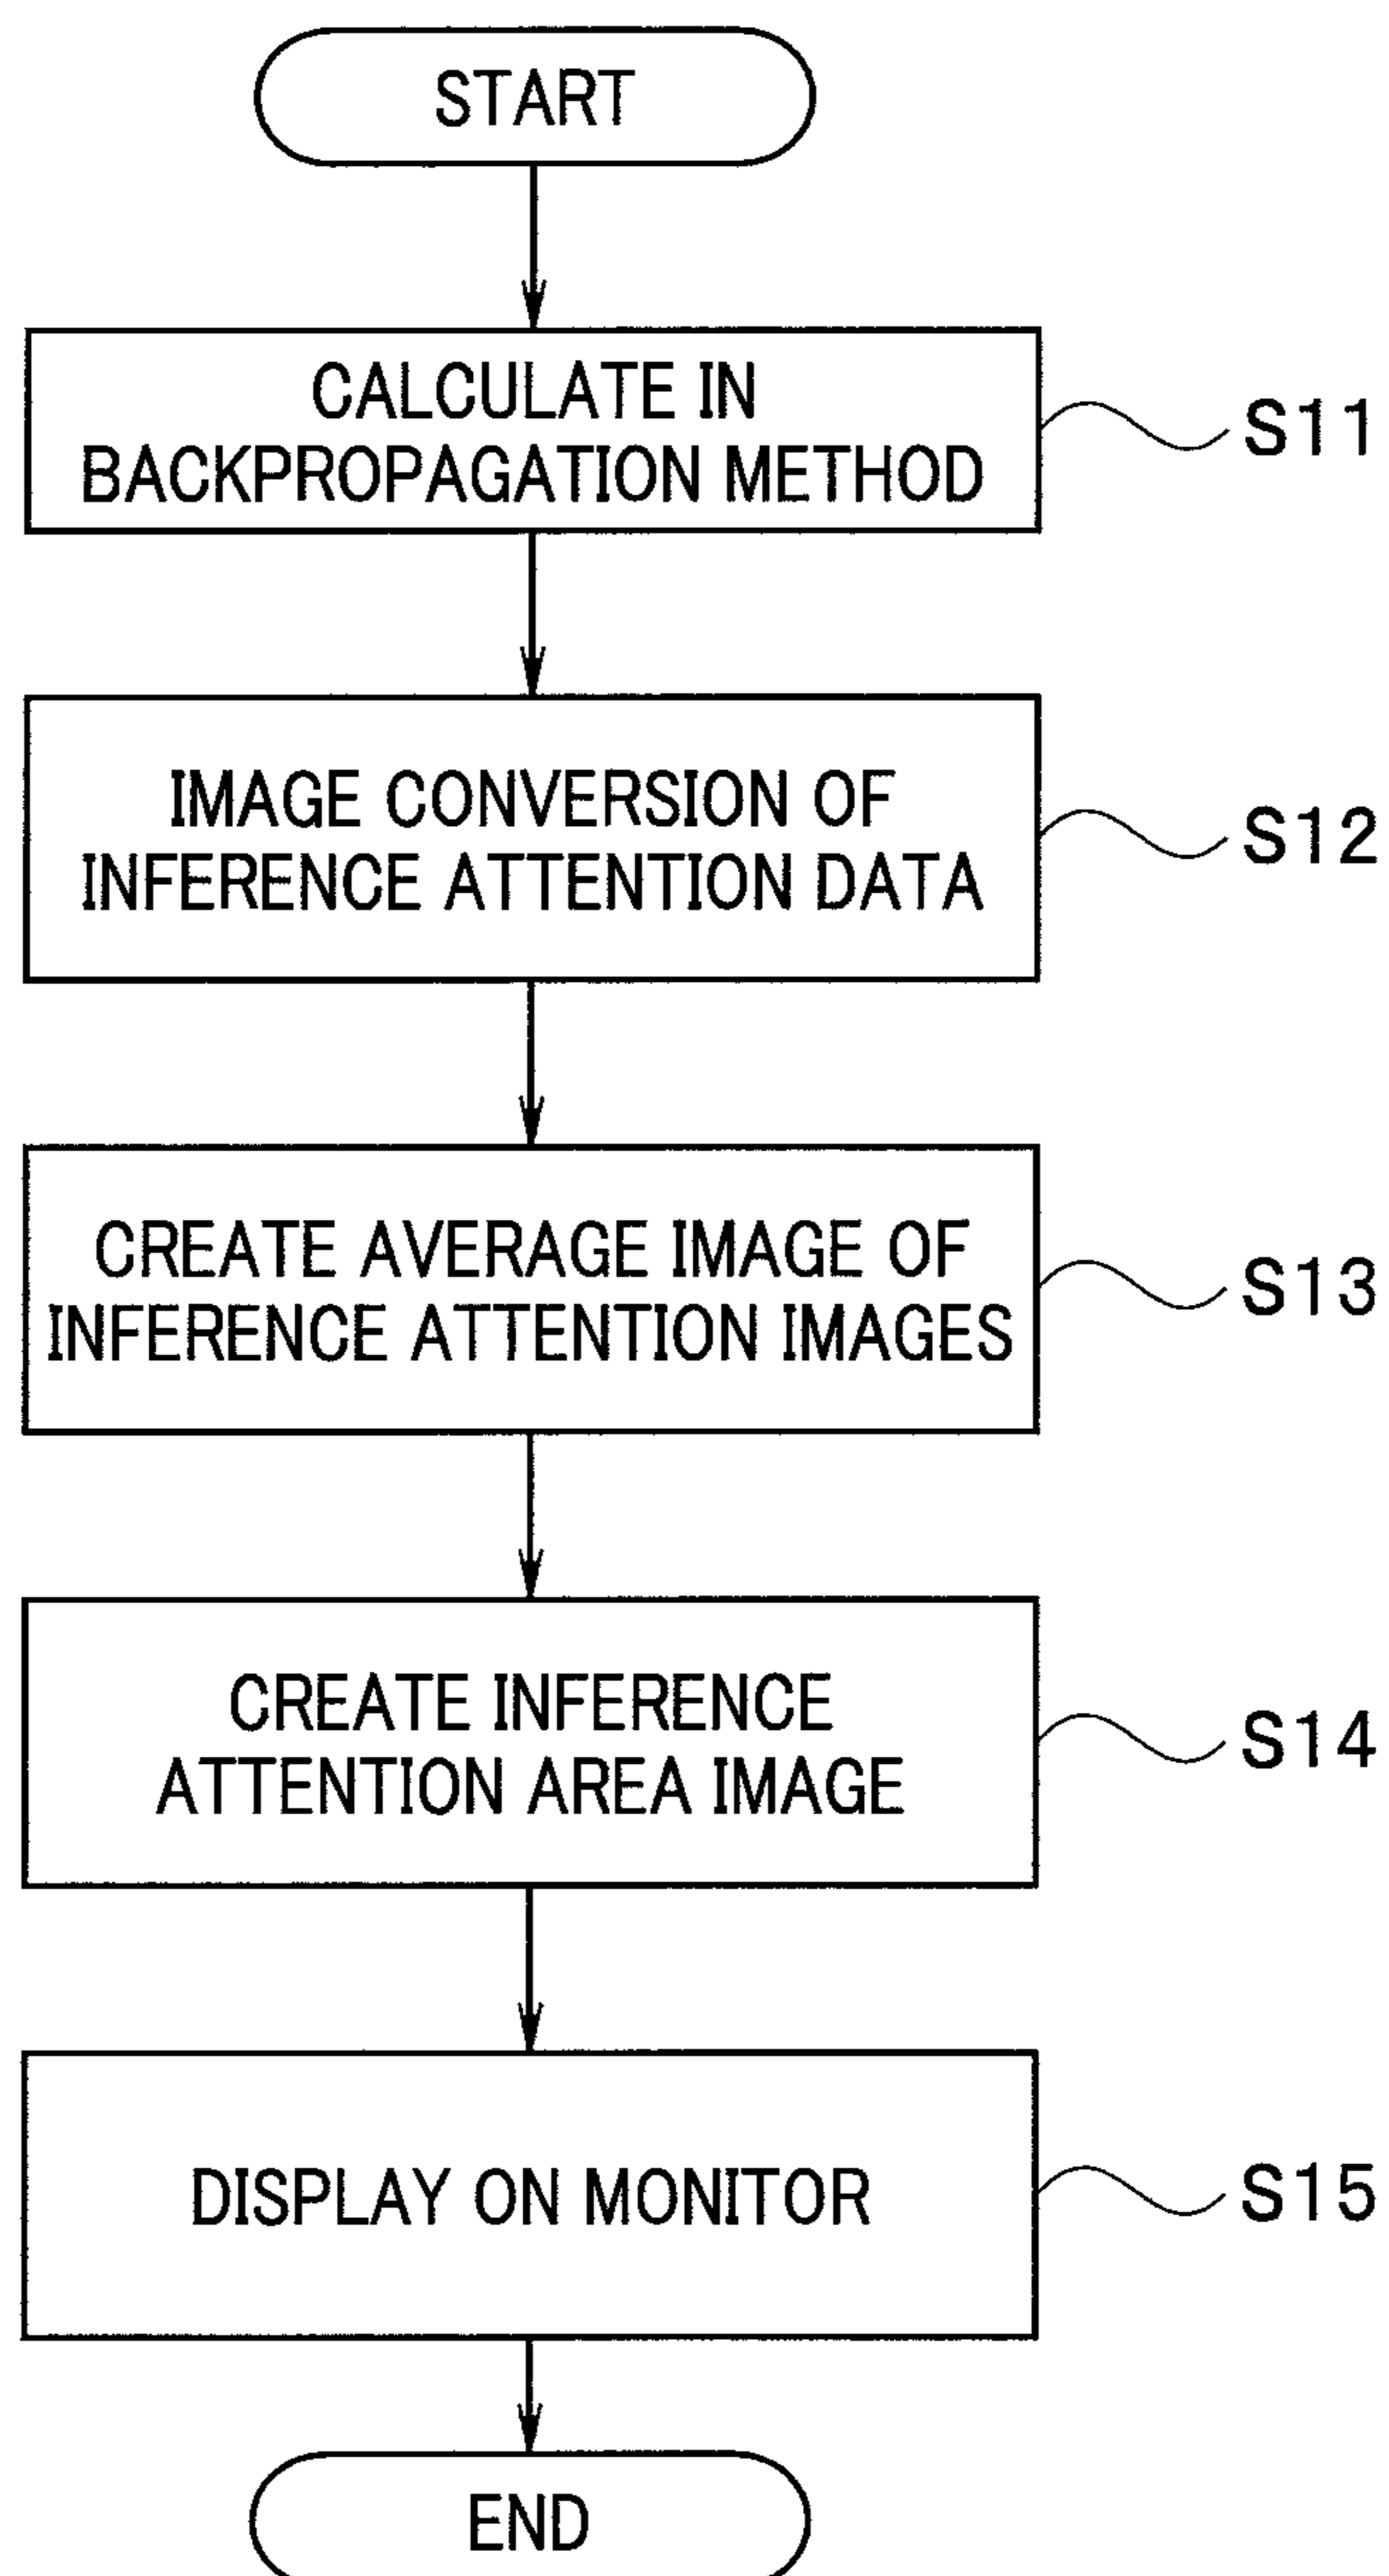 START
CALCULATE IN
BACKPROPAGATION METHOD
S11
IMAGE CONVERSION OF
INFERENCE ATTENTION DATA
S12
CREATE AVERAGE IMAGE OF
INFERENCE ATTENTION IMAGES
S13
CREATE INFERENCE
ATTENTION AREA IMAGE
S14
DISPLAY ON MONITOR
S15
END